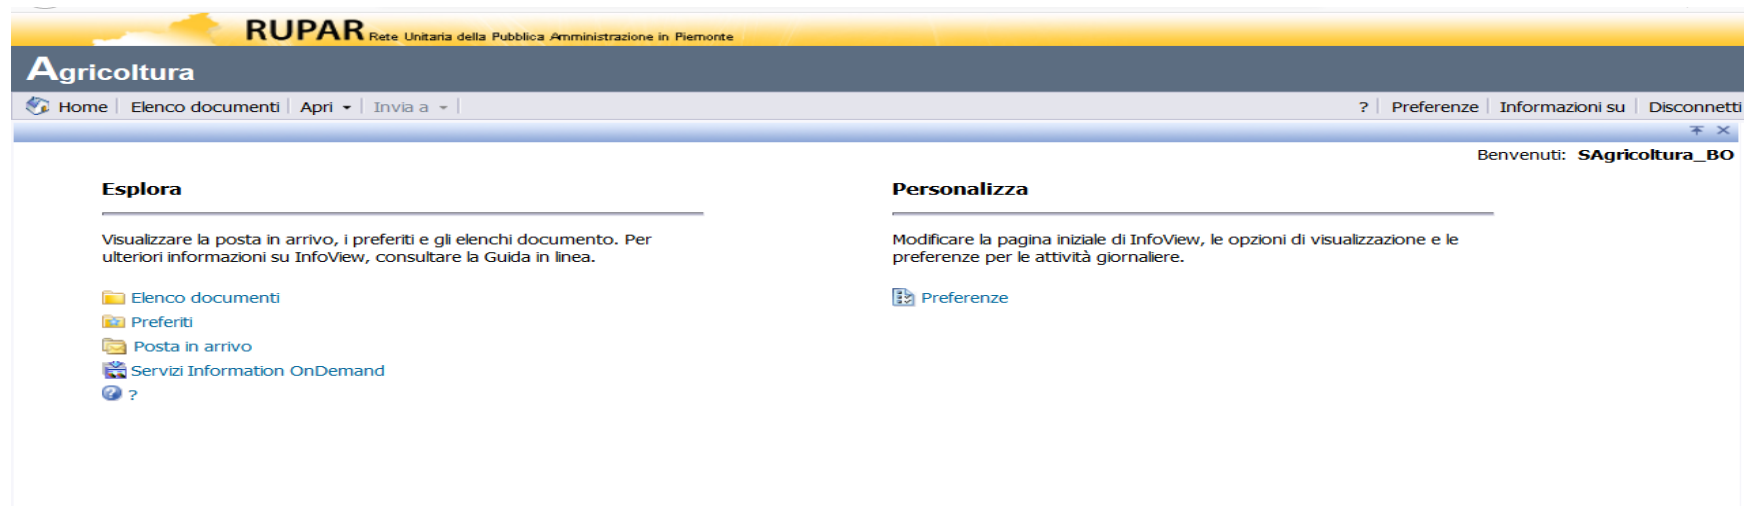 RUPAR Rete Unitaria della Pubblica Amministrazione in Piemonte
Agricoltura
Home Elenco documenti Apri Invia a ? Preferenze Informazioni su Disconnetti
Benvenuti: SAgricoltura_BO
Esplora
Visualizzare la posta in arrivo, i preferiti e gli elenchi documento. Per
ulteriori informazioni su InfoView, consultare la Guida in linea.
Elenco documenti
Preferiti
Posta in arrivo
Servizi Information OnDemand
?
Personalizza
Modificare la pagina iniziale di InfoView, le opzioni di visualizzazione e le
preferenze per le attività giornaliere.
Preferenze